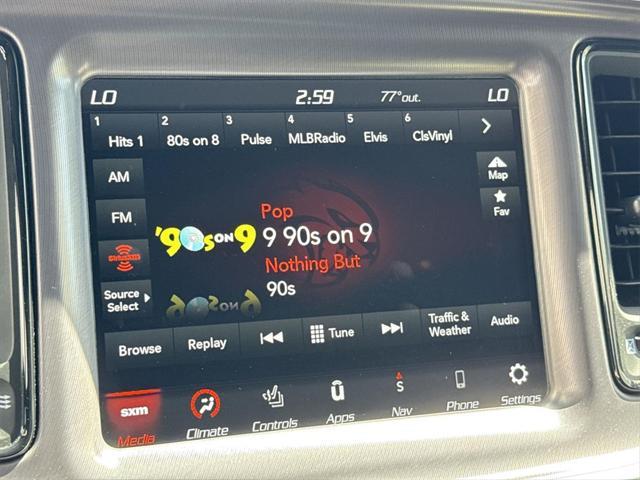 LO 2:59 77°out. LO
1 2 3 4 5 6
Hits 1 80s on 8 Pulse MLBRadio Elvis ClsVinyl
AM
Map
FM
Fav
Pop
'90s ON 9
9 90s on 9
Nothing But
90s
SiriusXM
Source
Select
Browse Replay Tune Traffic & Weather Audio
sxm
Media Climate Controls Apps Nav Phone Settings
S